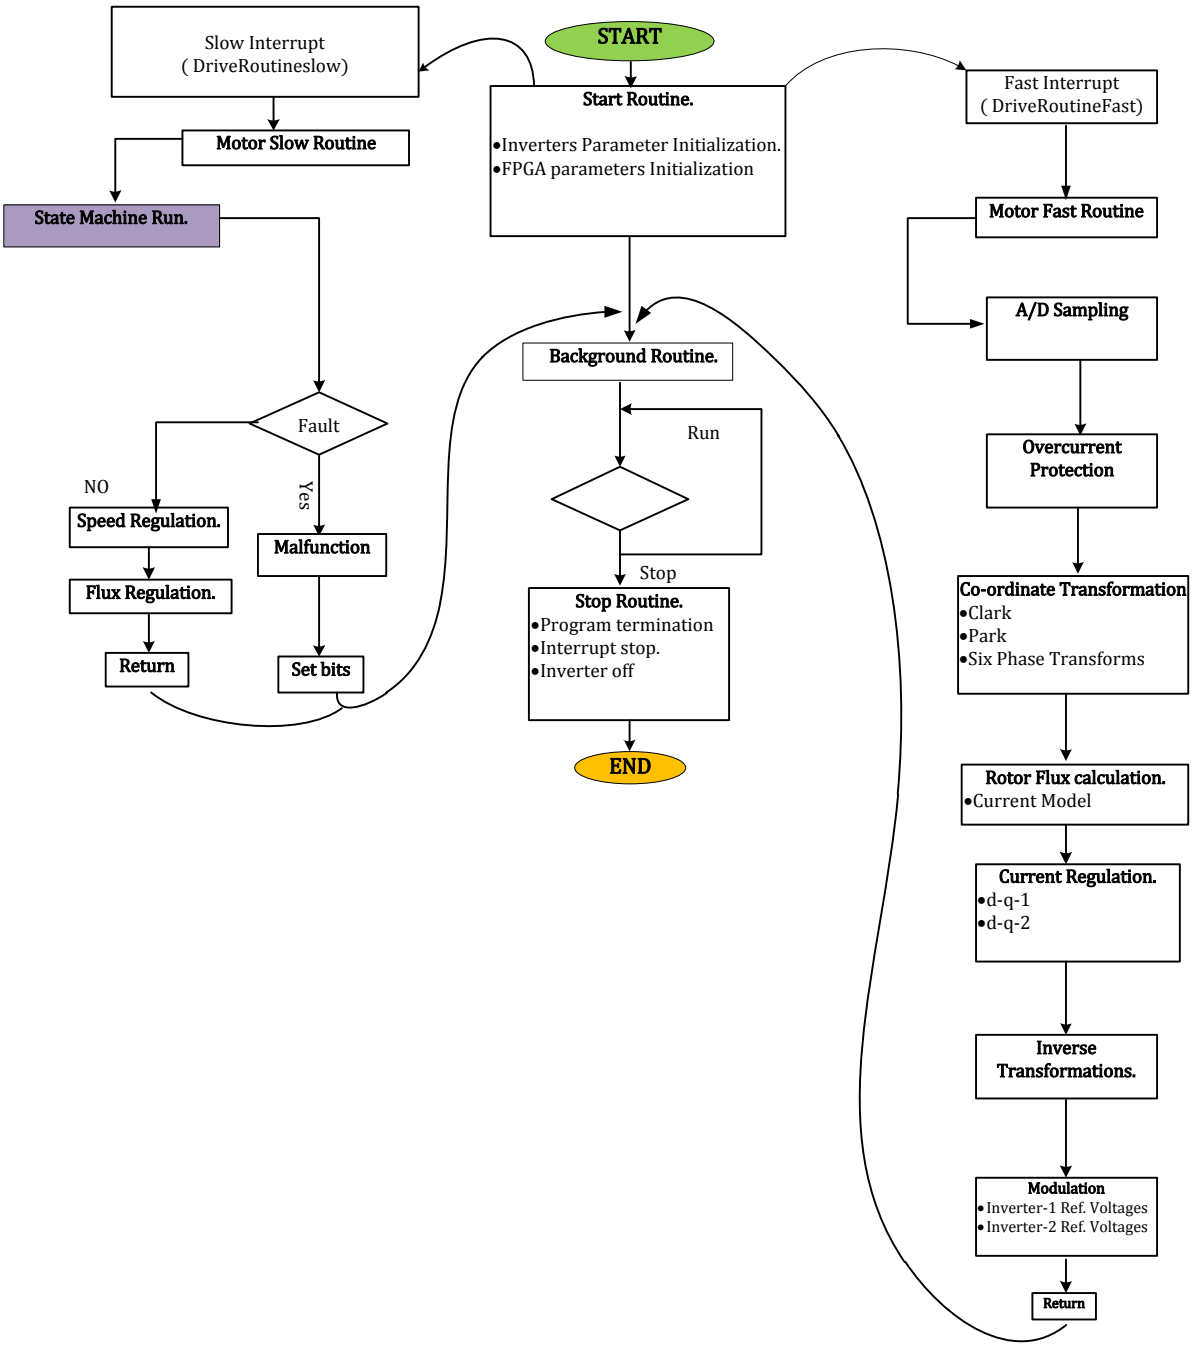 START
Start Routine.
•Inverters Parameter Initialization.
•FPGA parameters Initialization
Slow Interrupt
( DriveRoutineslow)
Motor Slow Routine
State Machine Run.
Fault
NO
Yes
Speed Regulation.
Flux Regulation.
Return
Malfunction
Set bits
Background Routine.
Run
Stop
Stop Routine.
•Program termination
•Interrupt stop.
•Inverter off
END
Fast Interrupt
( DriveRoutineFast)
Motor Fast Routine
A/D Sampling
Overcurrent
Protection
Co-ordinate Transformation
•Clark
•Park
•Six Phase Transforms
Rotor Flux calculation.
•Current Model
Current Regulation.
•d-q-1
•d-q-2
Inverse
Transformations.
Modulation
•Inverter-1 Ref. Voltages
•Inverter-2 Ref. Voltages
Return